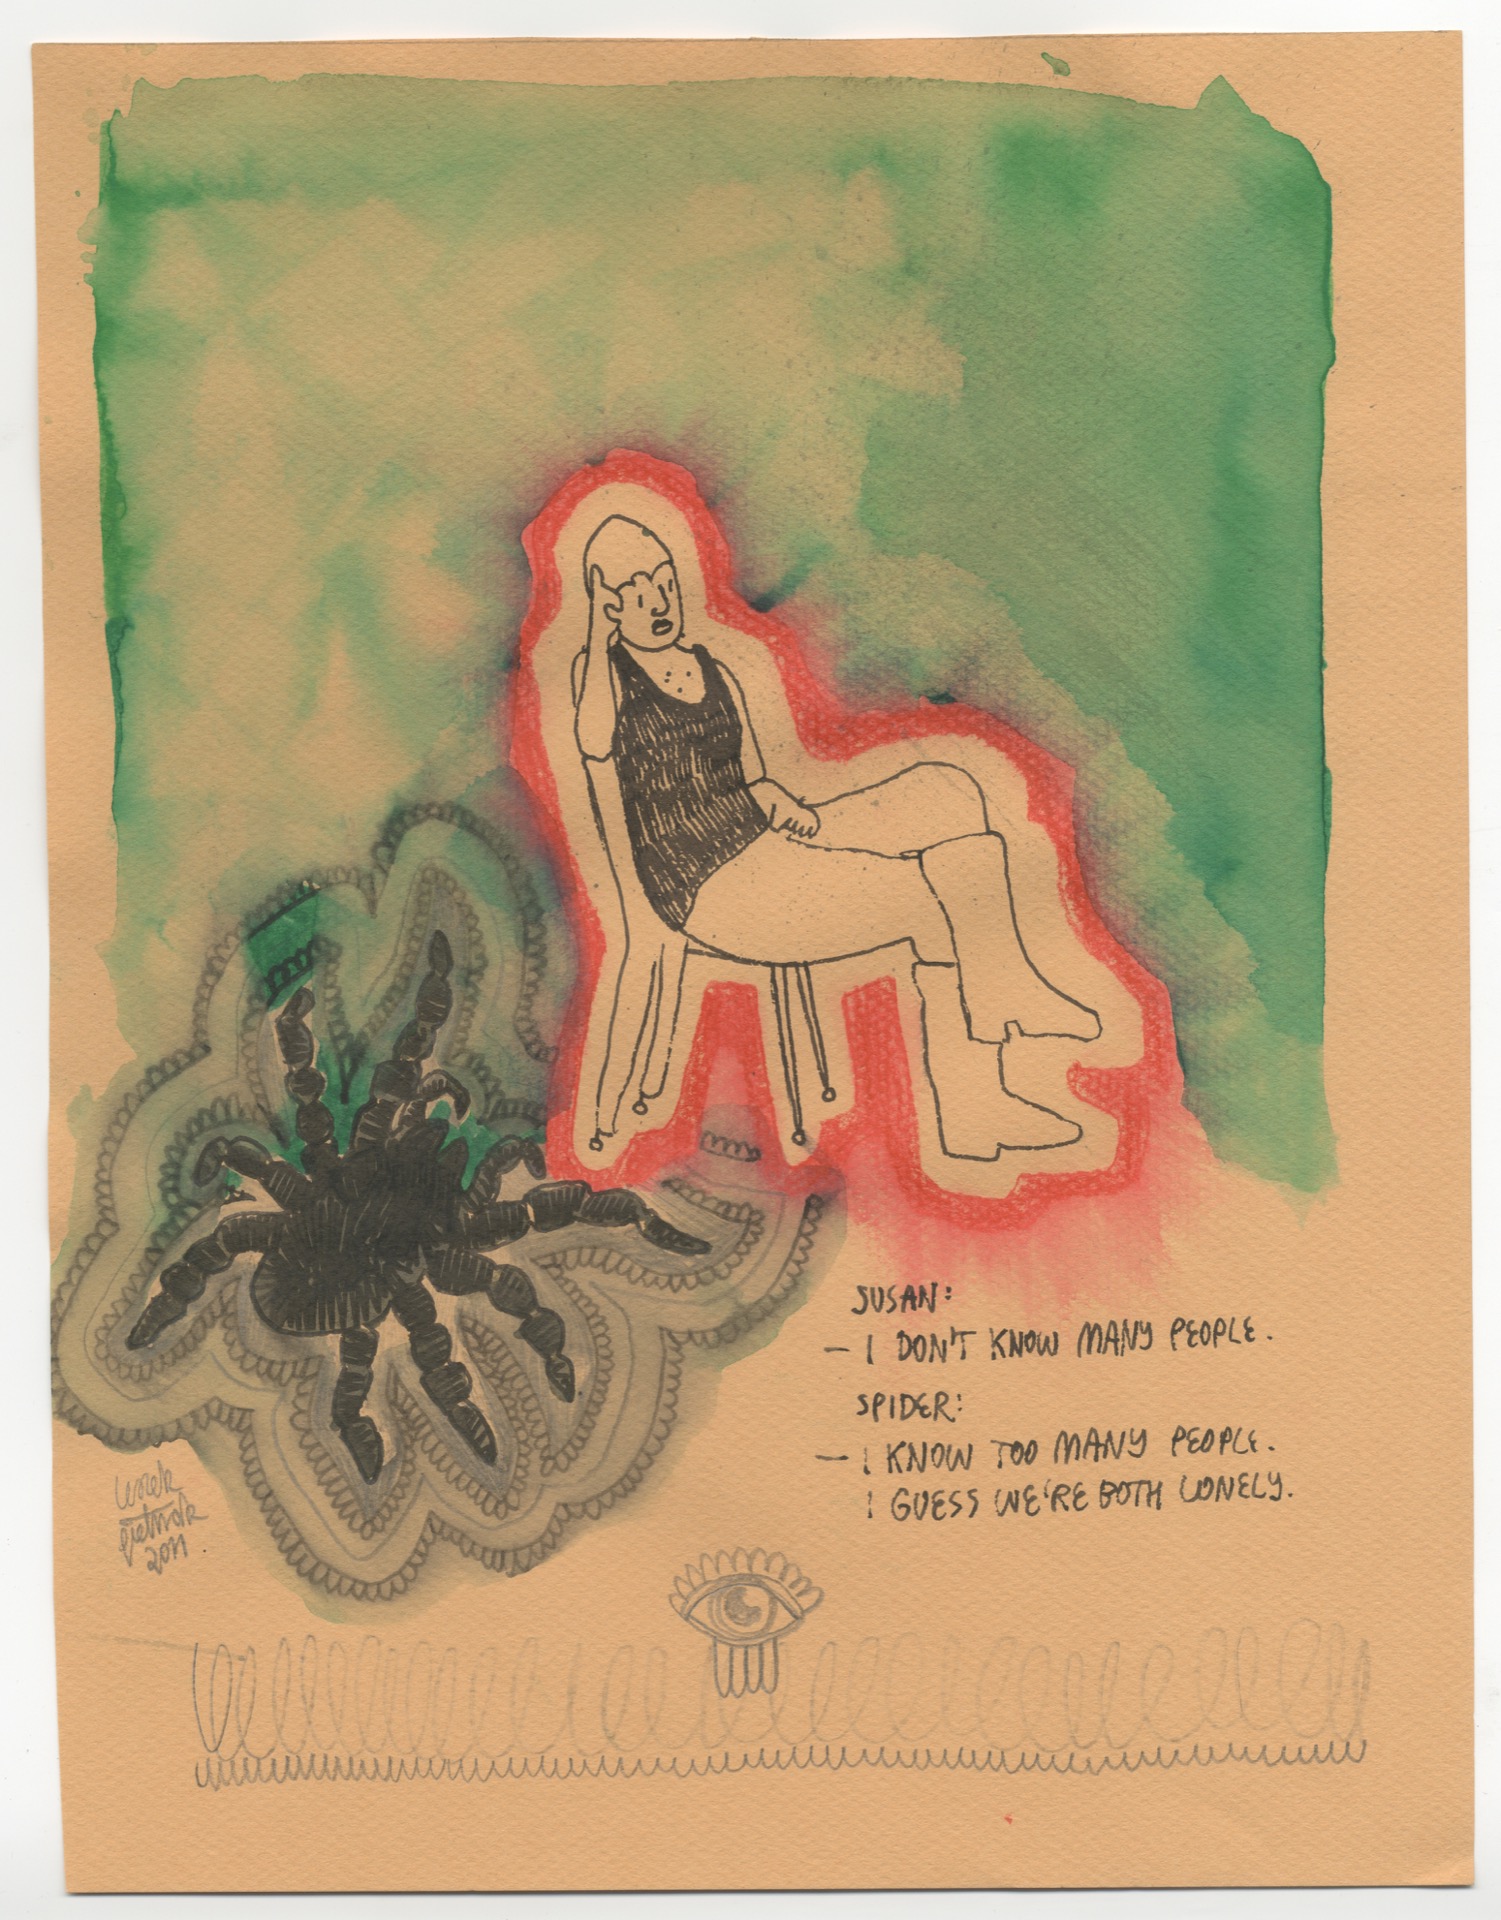 SUSAN:
– I DON'T KNOW MANY PEOPLE.
SPIDER:
– I KNOW TOO MANY PEOPLE.
I GUESS WE'RE BOTH LONELY.
2011